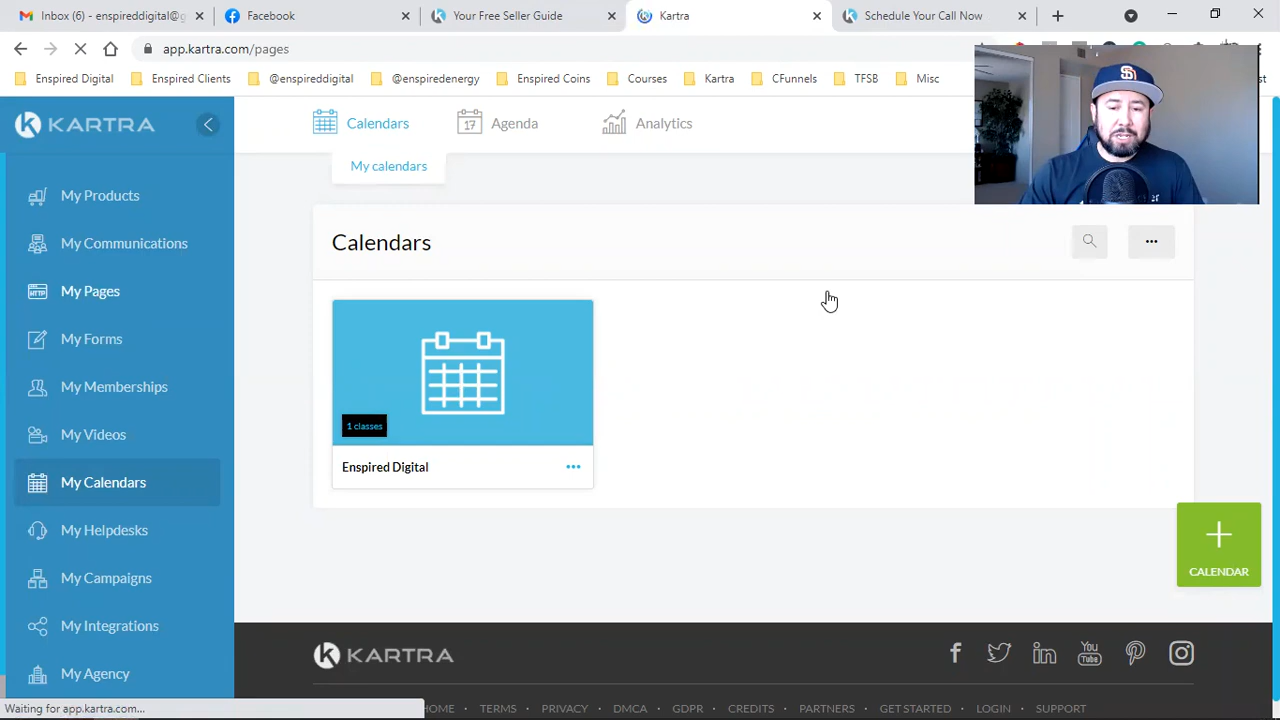 Inbox (6) - enspireddigital@g
Facebook
Your Free Seller Guide
Kartra
Schedule Your Call Now
app.kartra.com/pages
Enspired Digital
Enspired Clients
@enspireddigital
@enspiredenergy
Enspired Coins
Courses
Kartra
CFunnels
TFSB
Misc
KARTRA
Calendars
17
Agenda
Analytics
My calendars
My Products
My Communications
My Pages
My Forms
My Memberships
My Videos
My Calendars
My Helpdesks
My Campaigns
My Integrations
My Agency
Calendars
1 classes
Enspired Digital
CALENDAR
KARTRA
Waiting for app.kartra.com...
HOME TERMS PRIVACY DMCA GDPR CREDITS PARTNERS GET STARTED LOGIN SUPPORT